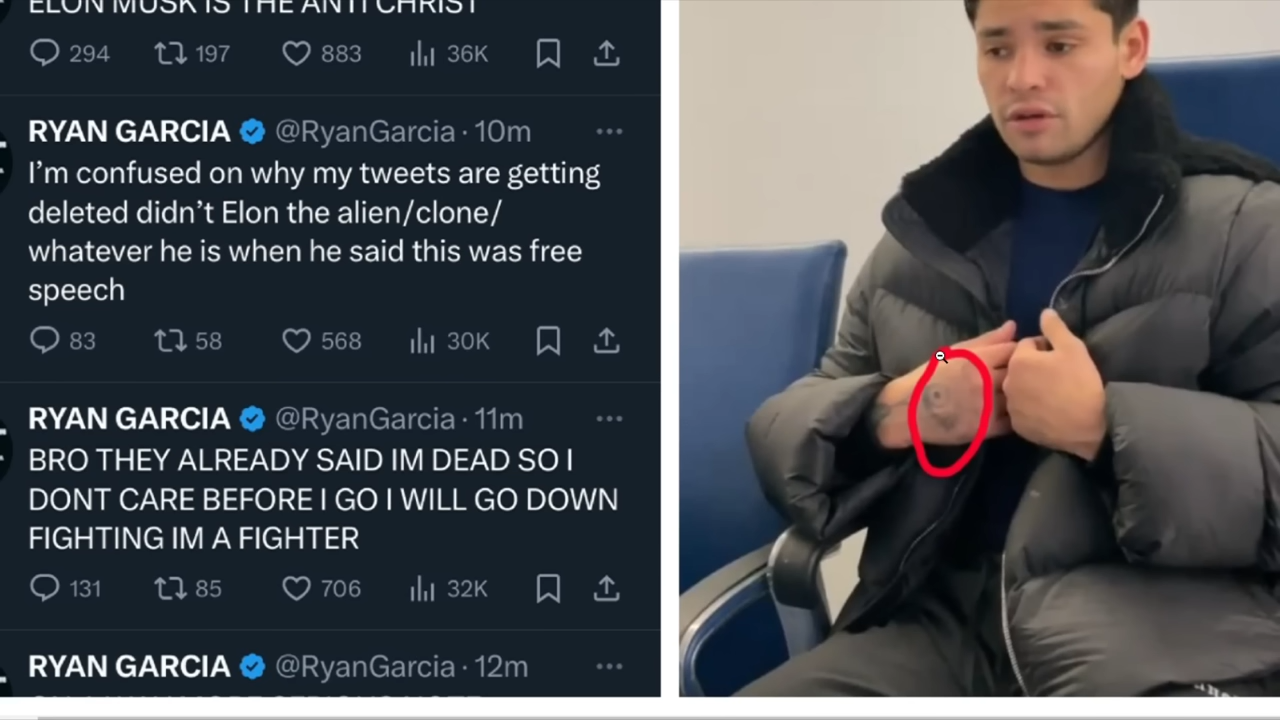 ELON MUSK IS THE ANTI CHRIST
294 197 883 36K
RYAN GARCIA @RyanGarcia · 10m
I’m confused on why my tweets are getting
deleted didn’t Elon the alien/clone/
whatever he is when he said this was free
speech
83 58 568 30K
RYAN GARCIA @RyanGarcia · 11m
BRO THEY ALREADY SAID IM DEAD SO I
DONT CARE BEFORE I GO I WILL GO DOWN
FIGHTING IM A FIGHTER
131 85 706 32K
RYAN GARCIA @RyanGarcia · 12m